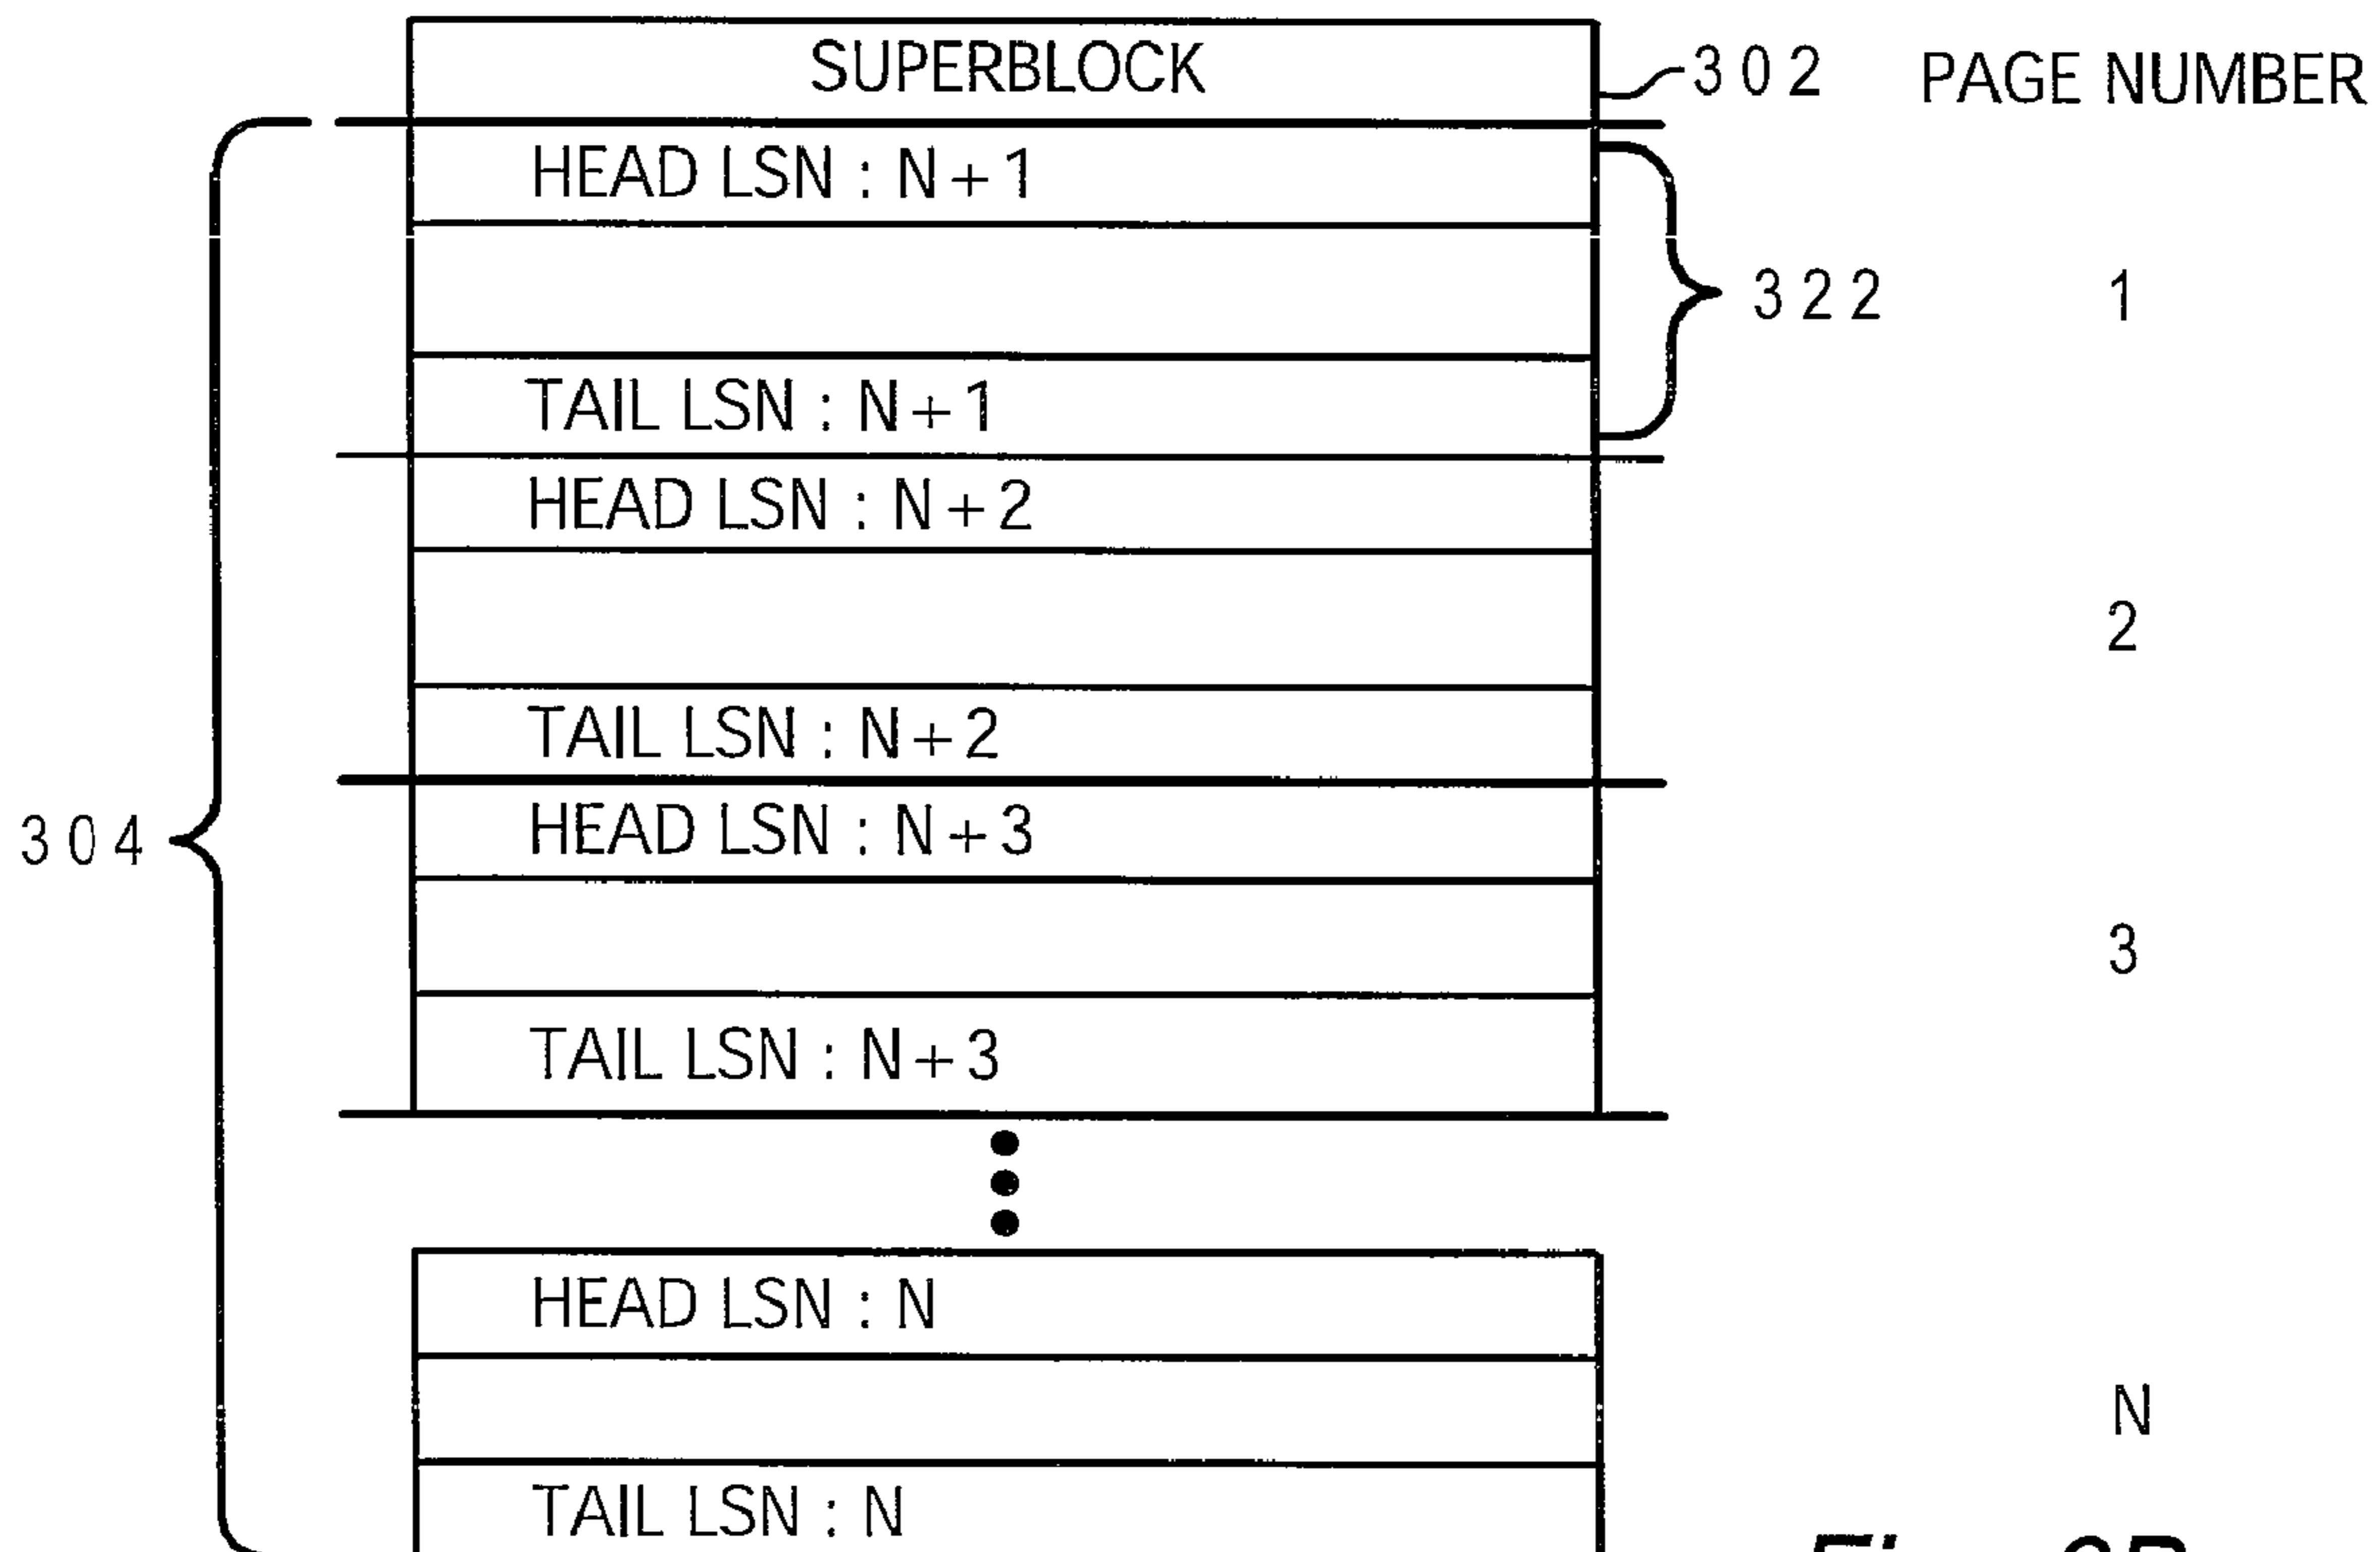 SUPERBLOCK
302
PAGE NUMBER
HEAD LSN : N+1
322
1
TAIL LSN : N+1
HEAD LSN : N+2
2
TAIL LSN : N+2
304
HEAD LSN : N+3
3
TAIL LSN : N+3
HEAD LSN : N
N
TAIL LSN : N